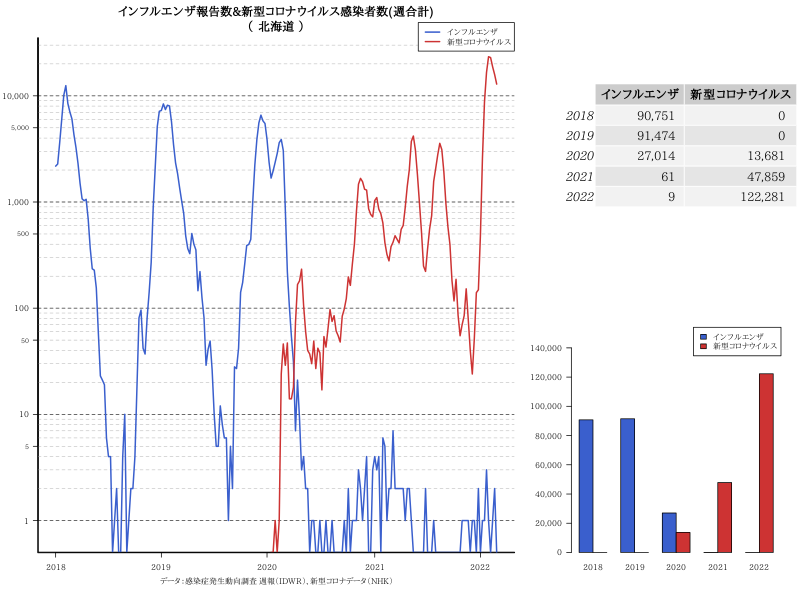 インフルエンザ報告数&新型コロナウイルス感染者数(週合計)
（ 北海道 ）
インフルエンザ
新型コロナウイルス
10,000
5,000
1,000
500
100
50
10
5
1
2018 2019 2020 2021 2022
データ：感染症発生動向調査 週報(IDWR), 新型コロナデータ(NHK)
インフルエンザ 新型コロナウイルス
2018 90,751 0
2019 91,474 0
2020 27,014 13,681
2021 61 47,859
2022 9 122,281
インフルエンザ
新型コロナウイルス
140,000
120,000
100,000
80,000
60,000
40,000
20,000
0
2018 2019 2020 2021 2022